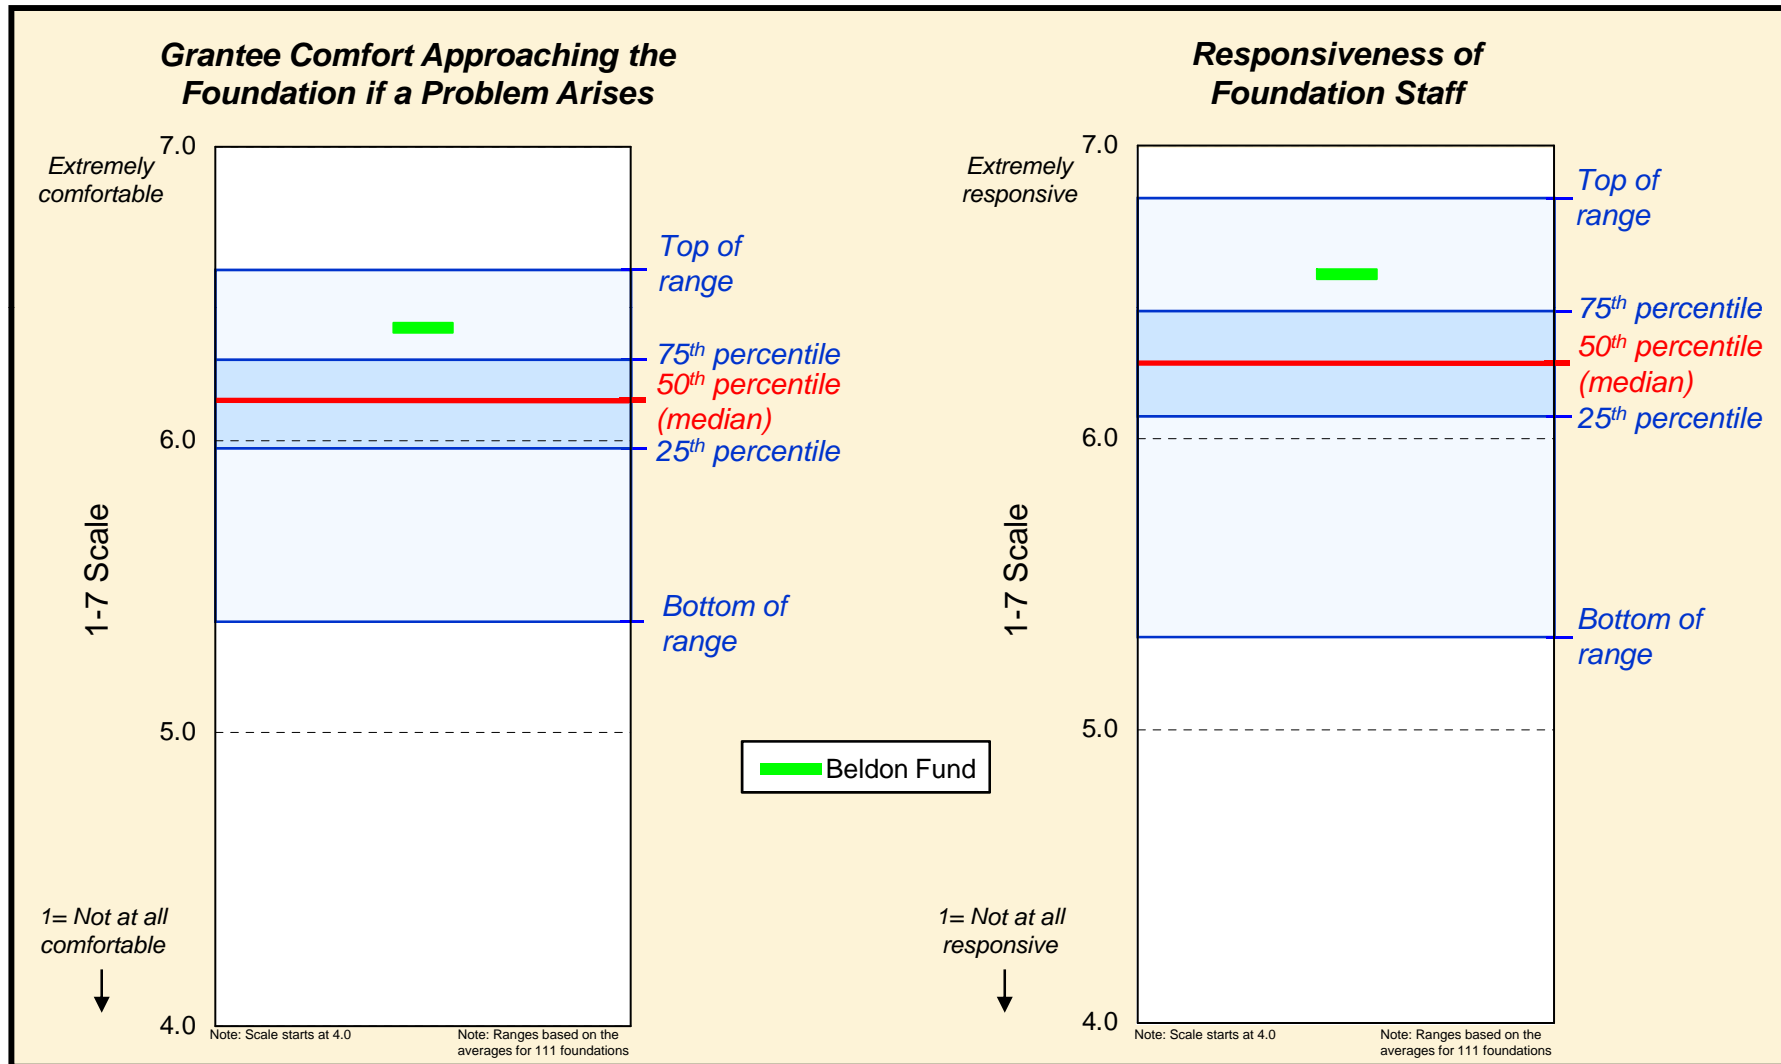 Grantee Comfort Approaching the
Foundation if a Problem Arises
7.0
Extremely
comfortable
Top of
range
75th percentile
50th percentile
(median)
6.0
25th percentile
1-7 Scale
Bottom of
range
5.0
1= Not at all
comfortable
4.0
Note: Scale starts at 4.0
Note: Ranges based on the
averages for 111 foundations
Beldon Fund
Responsiveness of
Foundation Staff
7.0
Extremely
responsive
Top of
range
75th percentile
50th percentile
(median)
25th percentile
6.0
1-7 Scale
Bottom of
range
5.0
1= Not at all
responsive
4.0
Note: Scale starts at 4.0
Note: Ranges based on the
averages for 111 foundations